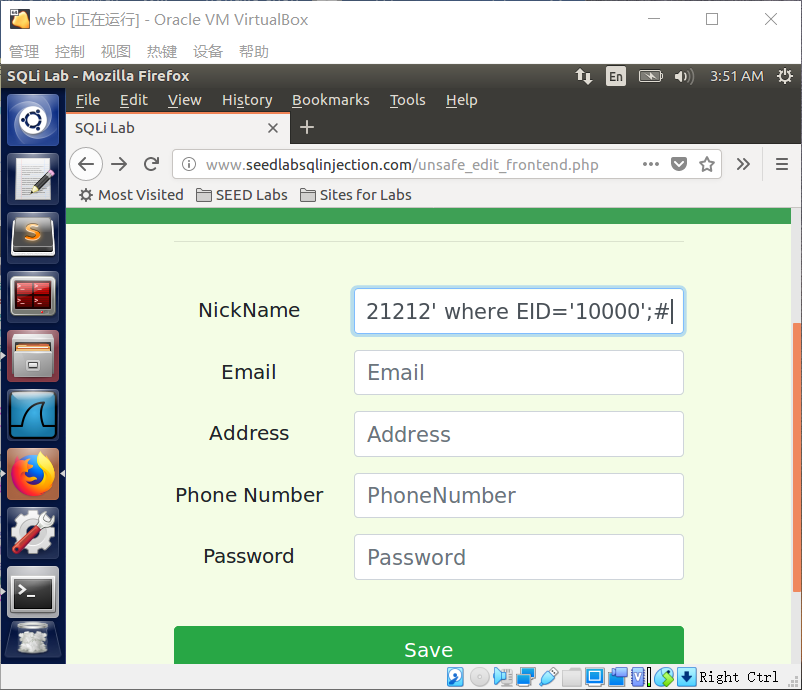 web [正在运行] - Oracle VM VirtualBox
管理 控制 视图 热键 设备 帮助
SQLi Lab - Mozilla Firefox En 3:51 AM
File Edit View History Bookmarks Tools Help
SQLi Lab
www.seedlabsqlinjection.com/unsafe_edit_frontend.php
Most Visited SEED Labs Sites for Labs
NickName 21212' where EID='10000';#
Email Email
Address Address
Phone Number PhoneNumber
Password Password
Save
Right Ctrl